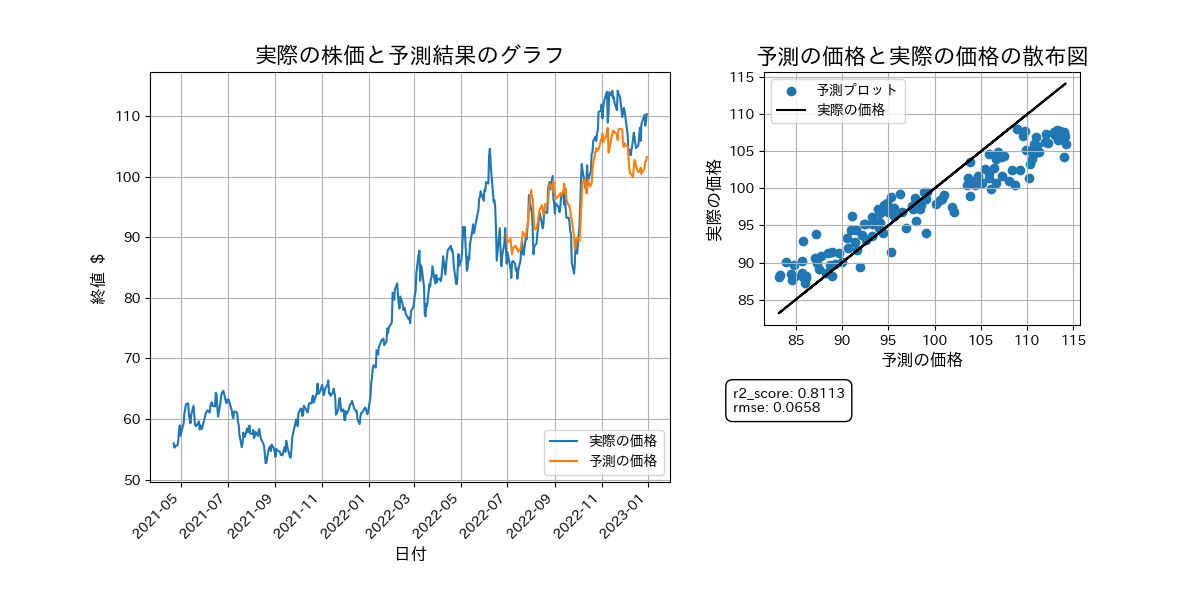 実際の株価と予測結果のグラフ
終値 $
110
100
90
80
70
60
50
実際の価格
予測の価格
2021-05
2021-07
2021-09
2021-11
2022-01
2022-03
2022-05
2022-07
2022-09
2022-11
2023-01
日付
予測の価格と実際の価格の散布図
実際の価格
115
110
105
100
95
90
85
予測プロット
実際の価格
85
90
95
100
105
110
115
予測の価格
r2_score: 0.8113
rmse: 0.0658